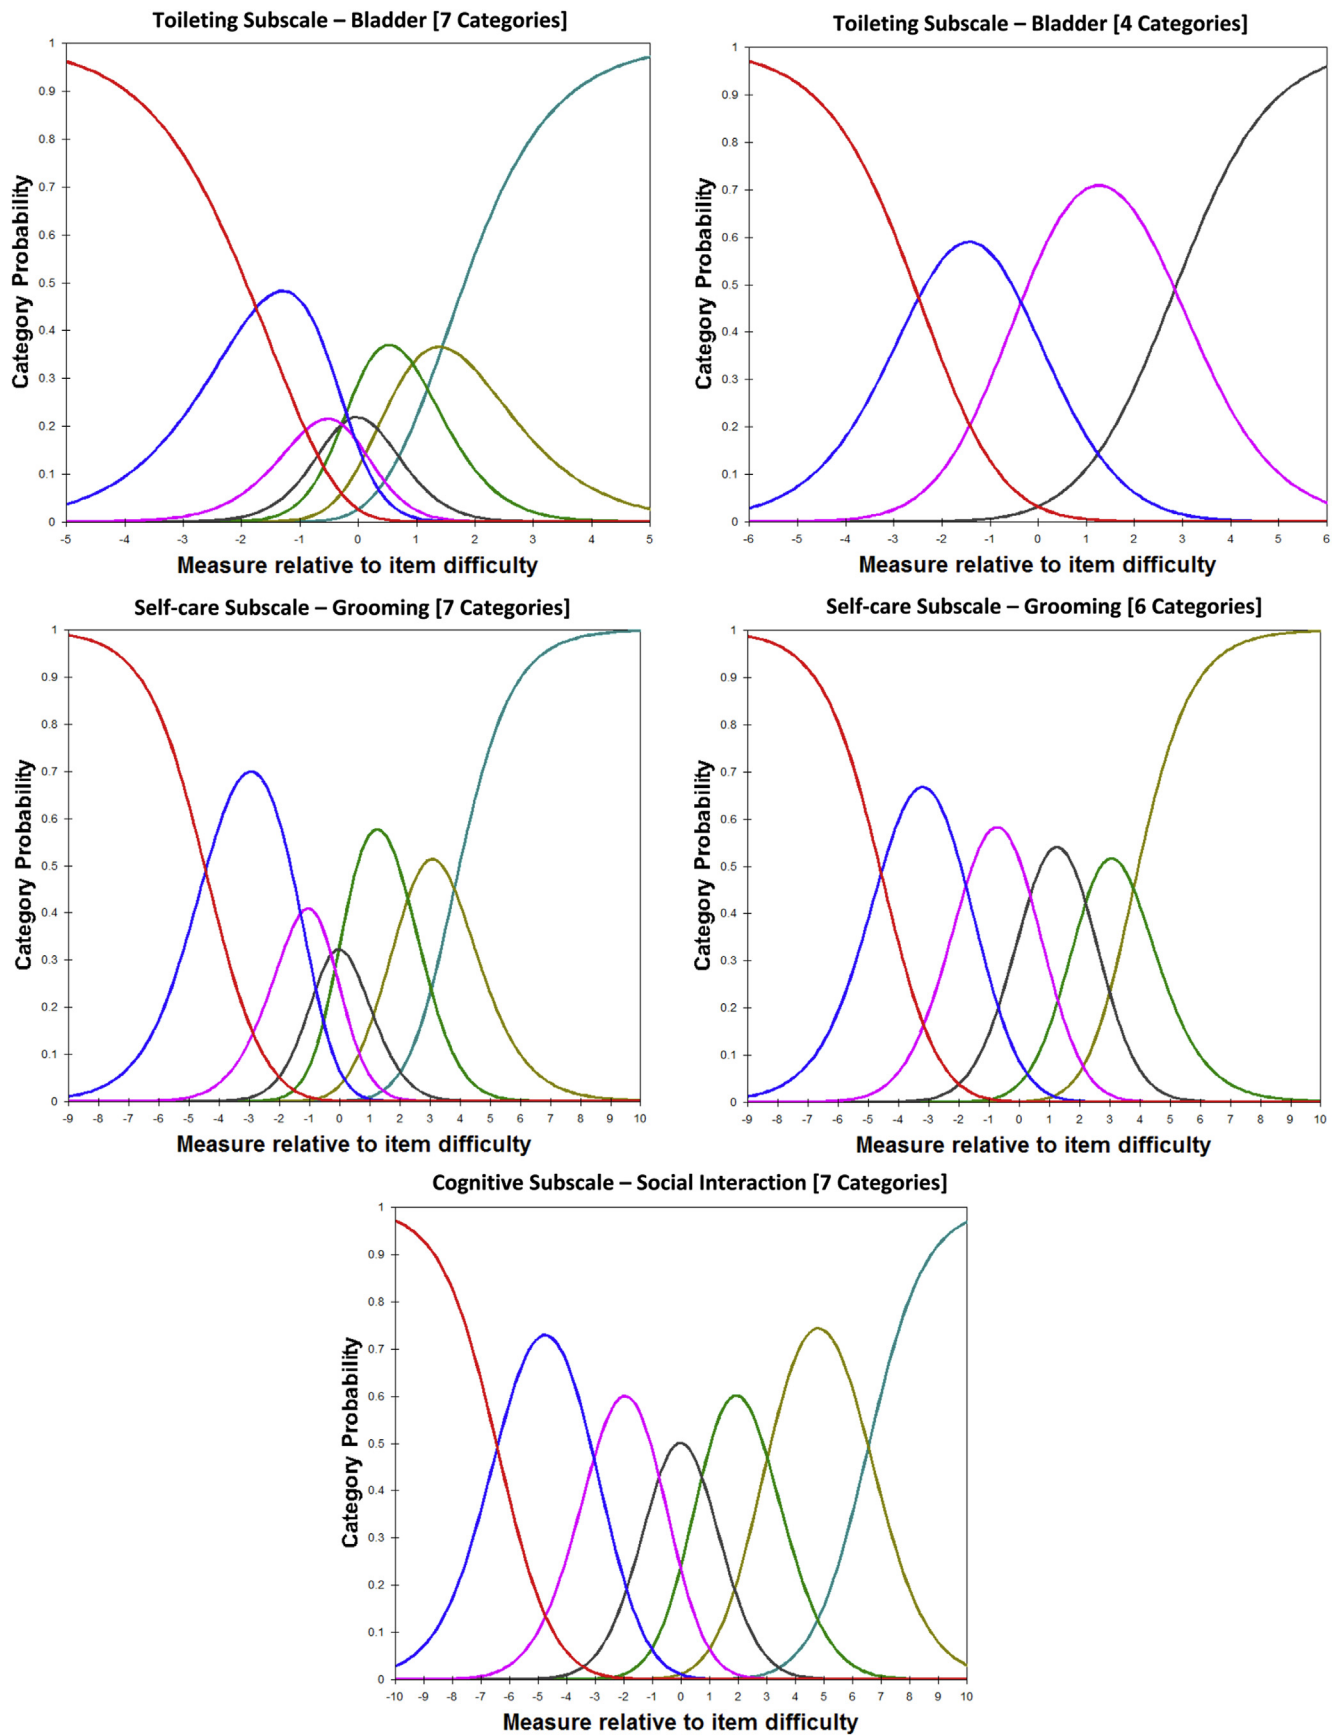 Toileting Subscale – Bladder [7 Categories]
Category Probability
1
0.9
0.8
0.7
0.6
0.5
0.4
0.3
0.2
0.1
0
-5 -4 -3 -2 -1 0 1 2 3 4 5
Measure relative to item difficulty
Toileting Subscale – Bladder [4 Categories]
Category Probability
1
0.9
0.8
0.7
0.6
0.5
0.4
0.3
0.2
0.1
0
-6 -5 -4 -3 -2 -1 0 1 2 3 4 5 6
Measure relative to item difficulty
Self-care Subscale – Grooming [7 Categories]
Category Probability
1
0.9
0.8
0.7
0.6
0.5
0.4
0.3
0.2
0.1
0
-9 -8 -7 -6 -5 -4 -3 -2 -1 0 1 2 3 4 5 6 7 8 9 10
Measure relative to item difficulty
Self-care Subscale – Grooming [6 Categories]
Category Probability
1
0.9
0.8
0.7
0.6
0.5
0.4
0.3
0.2
0.1
0
-9 -8 -7 -6 -5 -4 -3 -2 -1 0 1 2 3 4 5 6 7 8 9 10
Measure relative to item difficulty
Cognitive Subscale – Social Interaction [7 Categories]
Category Probability
1
0.9
0.8
0.7
0.6
0.5
0.4
0.3
0.2
0.1
0
-10 -9 -8 -7 -6 -5 -4 -3 -2 -1 0 1 2 3 4 5 6 7 8 9 10
Measure relative to item difficulty